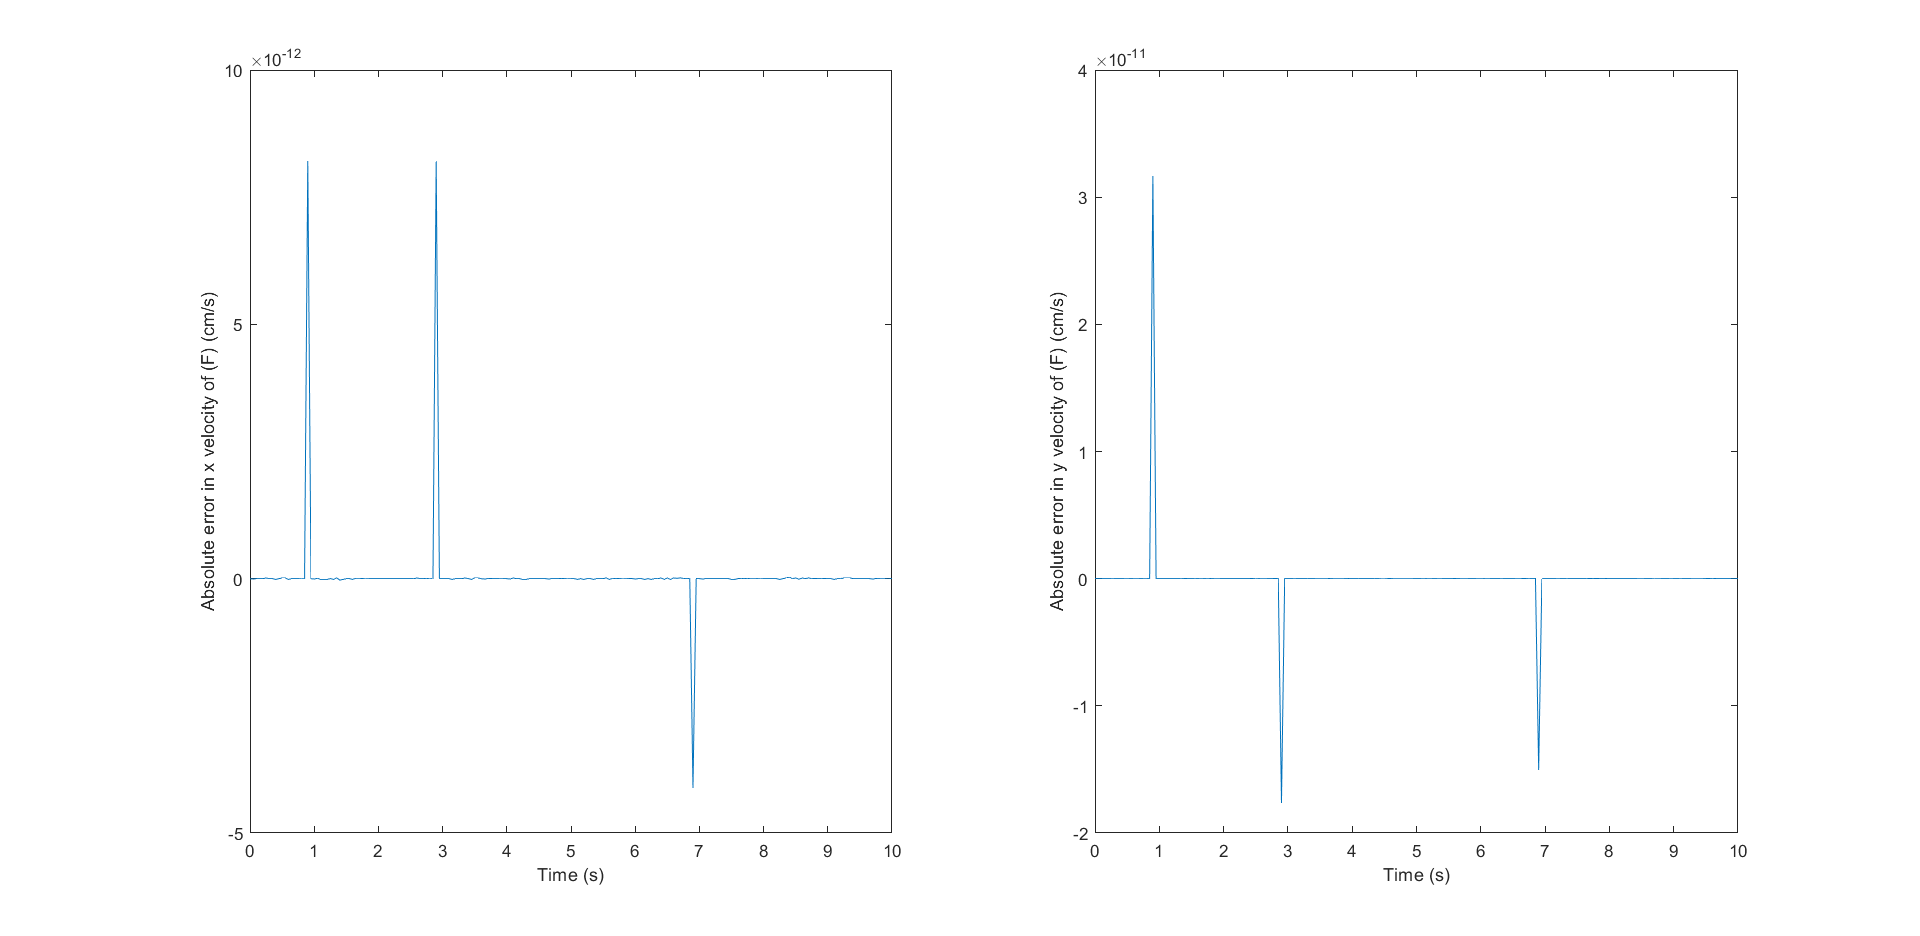 ×10-12
10
5
0
-5
0 1 2 3 4 5 6 7 8 9 10
Time (s)
Absolute error in x velocity of (F) (cm/s)
×10-11
4
3
2
1
0
-1
-2
0 1 2 3 4 5 6 7 8 9 10
Time (s)
Absolute error in y velocity of (F) (cm/s)